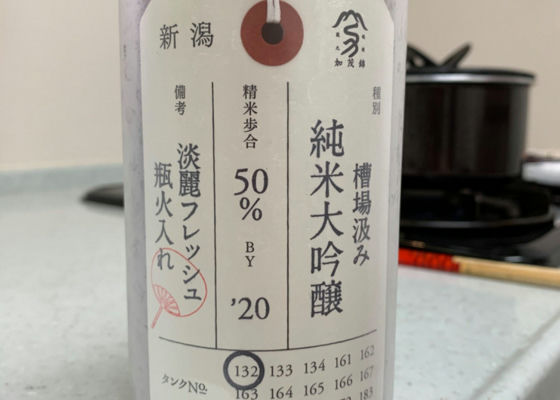 新潟
加茂錦
種別
槽場汲み
純米大吟醸
精米歩合
50%
BY
'20
備考
淡麗フレッシュ
瓶火入れ
タンクNo.
132 133 134 161 162
163 164 165 166 167
183